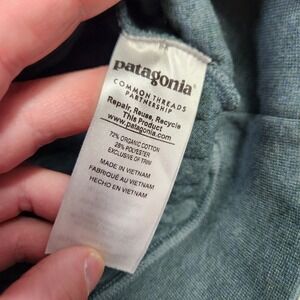 patagonia®
COMMON THREADS
PARTNERSHIP
Repair, Reuse, Recycle
This Product
www.patagonia.com
72% ORGANIC COTTON
28% POLYESTER
EXCLUSIVE OF TRIM
MADE IN VIETNAM
FABRIQUÉ AU VIETNAM
HECHO EN VIETNAM